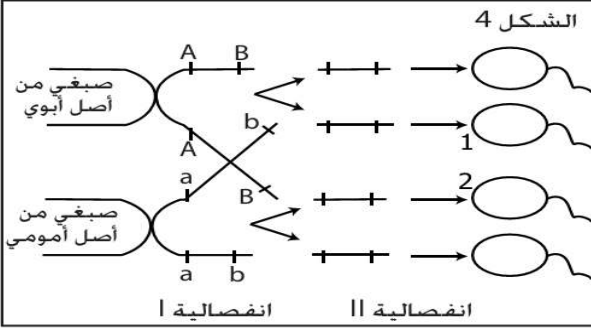 الشكل 4
A B
صبغي من
أصل أبوي
b
A
1
a
2
صبغي من
أصل أمومي
B
a b
انفصالية I
انفصالية II